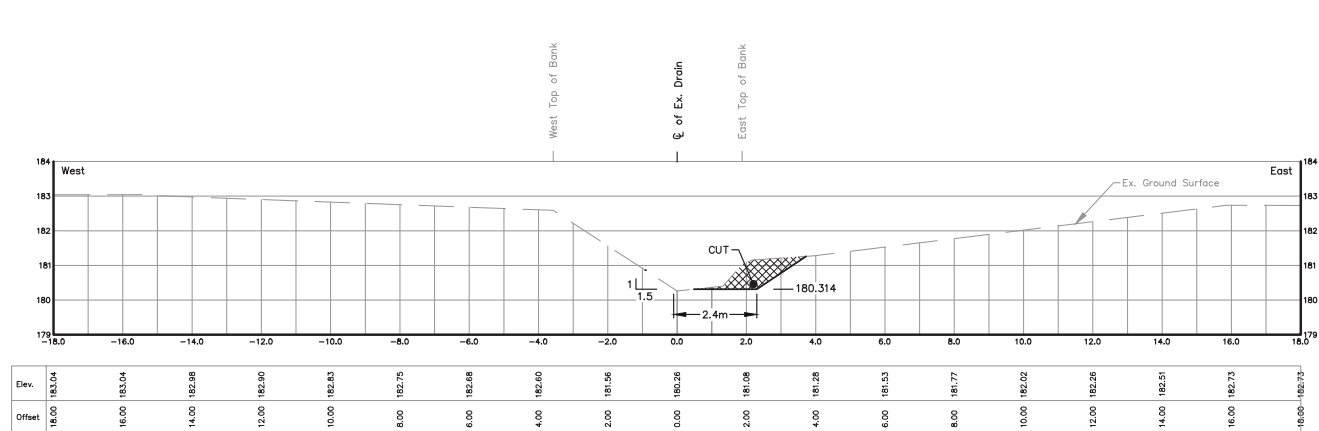 West Top of Bank
℄ of Ex. Drain
East Top of Bank
184 West East 184
Ex. Ground Surface
183 183
182 182
CUT
181 181
1
1.5
180.314
180 180
2.4m
179 179
-18.0 -16.0 -14.0 -12.0 -10.0 -8.0 -6.0 -4.0 -2.0 0.0 2.0 4.0 6.0 8.0 10.0 12.0 14.0 16.0 18.0
Elev. 183.04 183.04 182.98 182.90 182.83 182.75 182.68 182.60 181.56 180.26 181.08 181.28 181.53 181.77 182.02 182.26 182.51 182.73 182.73
Offset 18.00 16.00 14.00 12.00 10.00 8.00 6.00 4.00 2.00 0.00 2.00 4.00 6.00 8.00 10.00 12.00 14.00 16.00 18.00